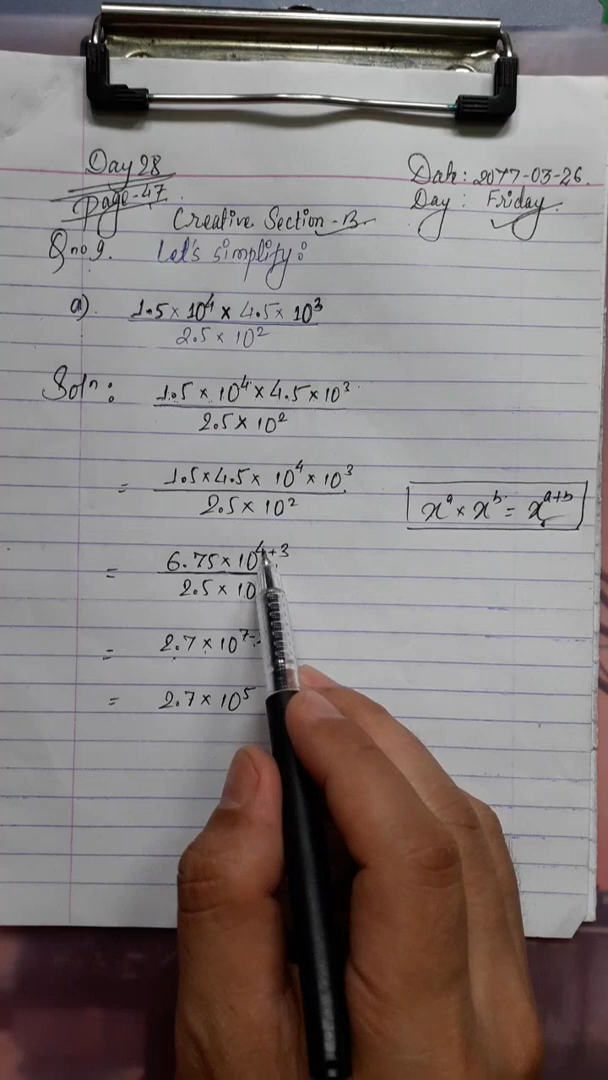 Day 28
Date: 2077-03-26.
Page-47
Day: Friday
Creative Section-B
Qno 9. Let's simplify:
a). 1.5 × 10⁴ × 4.5 × 10³
2.5 × 10²
Solⁿ: 1.5 × 10⁴ × 4.5 × 10³
2.5 × 10²
= 1.5 × 4.5 × 10⁴ × 10³
2.5 × 10²
xᵃ × xᵇ = xᵃ⁺ᵇ
= 6.75 × 10⁴⁺³
2.5 × 10
= 2.7 × 10⁷⁻
= 2.7 × 10⁵